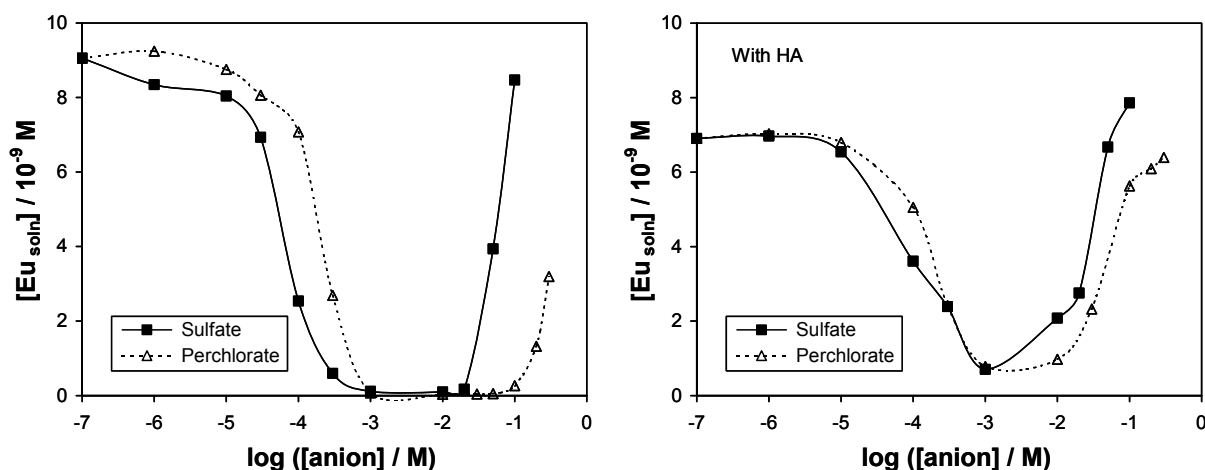 [Eu soln] / 10-9 M
10
8
6
4
2
0
Sulfate
Perchlorate
-7 -6 -5 -4 -3 -2 -1 0
log ([anion] / M)
With HA
[Eu soln] / 10-9 M
10
8
6
4
2
0
Sulfate
Perchlorate
-7 -6 -5 -4 -3 -2 -1 0
log ([anion] / M)